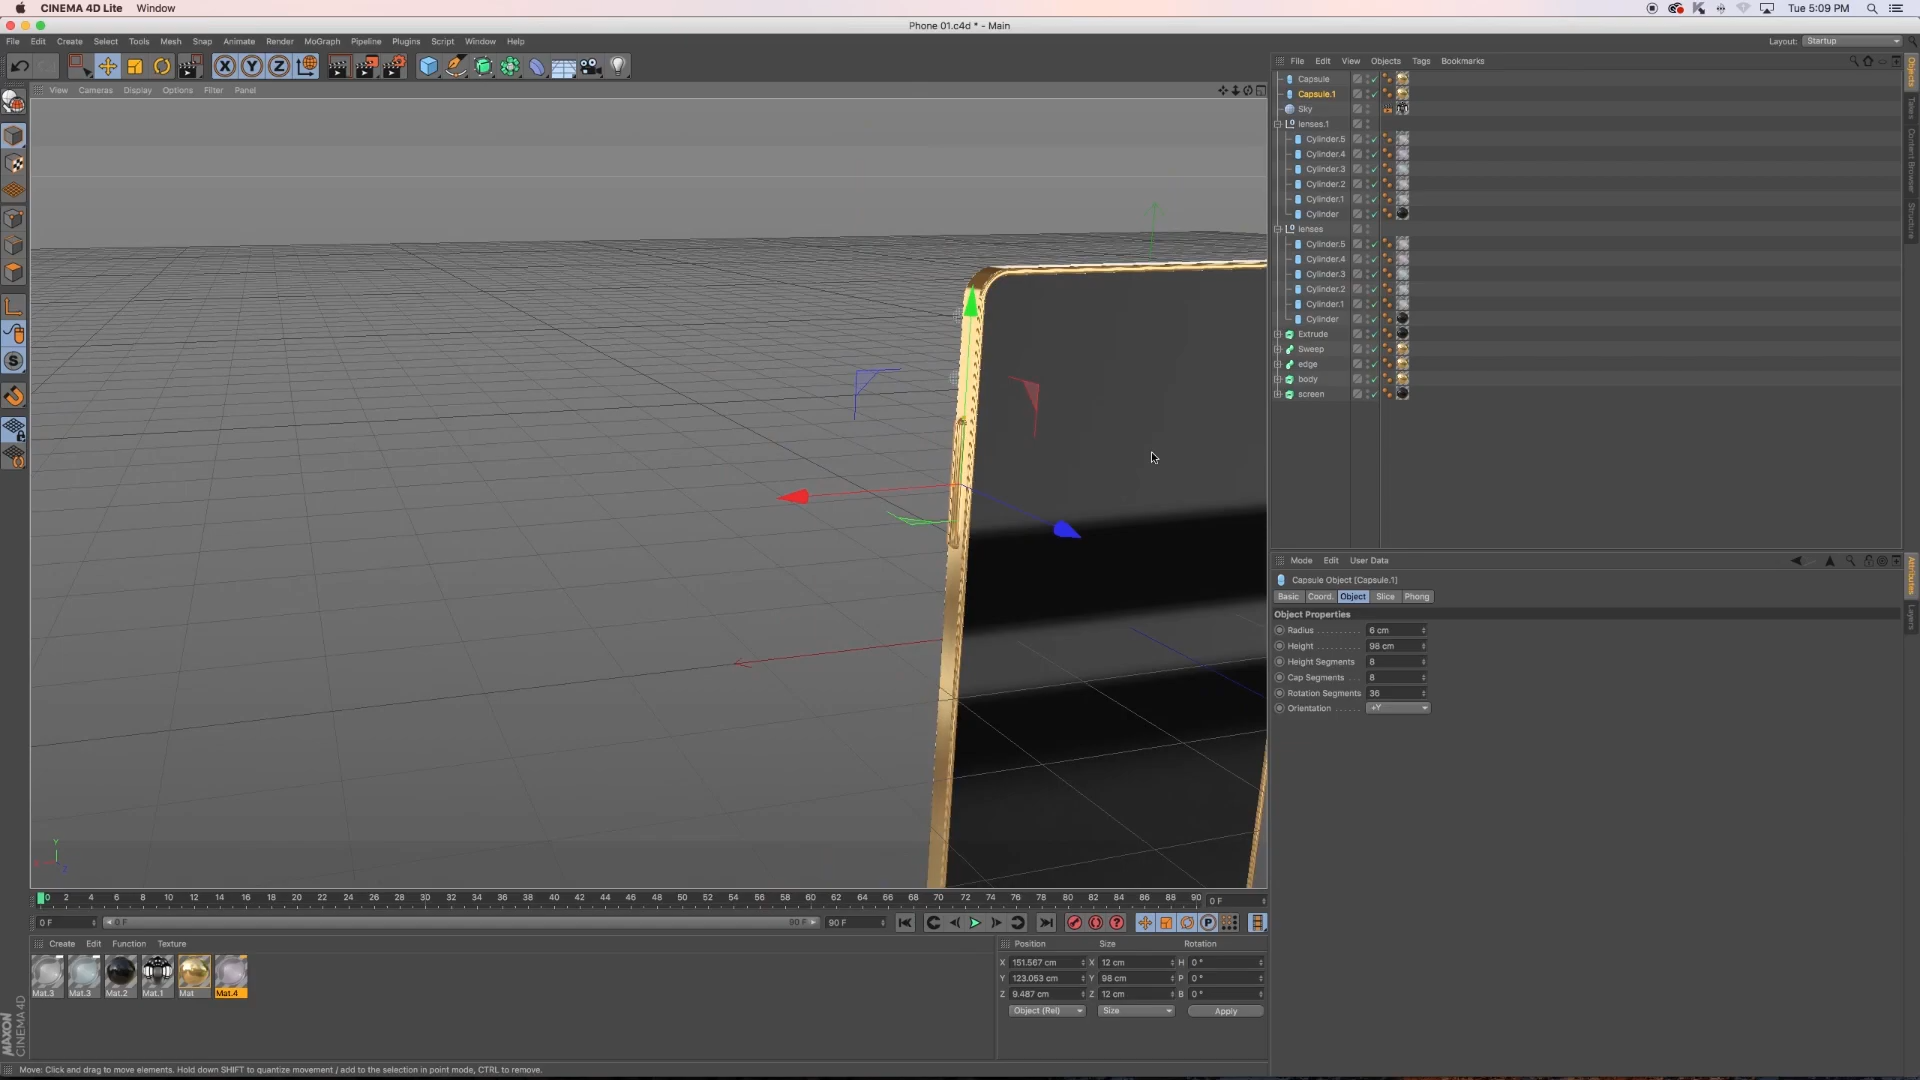 CINEMA 4D Lite Window
Tue 5:09 PM
Phone 01.c4d * - Main
File Edit Create Select Tools Mesh Snap Animate Render MoGraph Pipeline Plugins Script Window Help
Layout: Startup
View Cameras Display Options Filter Panel
File Edit View Objects Tags Bookmarks
Capsule
Capsule.1
Sky
lenses.1
Cylinder.5
Cylinder.4
Cylinder.3
Cylinder.2
Cylinder.1
Cylinder
lenses
Cylinder.5
Cylinder.4
Cylinder.3
Cylinder.2
Cylinder.1
Cylinder
Extrude
Sweep
edge
body
screen
Objects
Takes
Content Browser
Structure
Mode Edit User Data
Capsule Object [Capsule.1]
Basic Coord. Object Slice Phong
Object Properties
Radius 6 cm
Height 98 cm
Height Segments 8
Cap Segments 8
Rotation Segments 36
Orientation +Y
Attributes
Layers
Y
Z
0 2 4 6 8 10 12 14 16 18 20 22 24 26 28 30 32 34 36 38 40 42 44 46 48 50 52 54 56 58 60 62 64 66 68 70 72 74 76 78 80 82 84 86 88 90 0 F
0 F 0 F 90 F 90 F
Create Edit Function Texture
Mat.3 Mat.3 Mat.2 Mat.1 Mat Mat.4
Position Size Rotation
X 151.567 cm X 12 cm H 0 °
Y 123.053 cm Y 98 cm P 0 °
Z 9.487 cm Z 12 cm B 0 °
Object (Rel) Size Apply
MAXON
CINEMA 4D
Move: Click and drag to move elements. Hold down SHIFT to quantize movement / add to the selection in point mode, CTRL to remove.